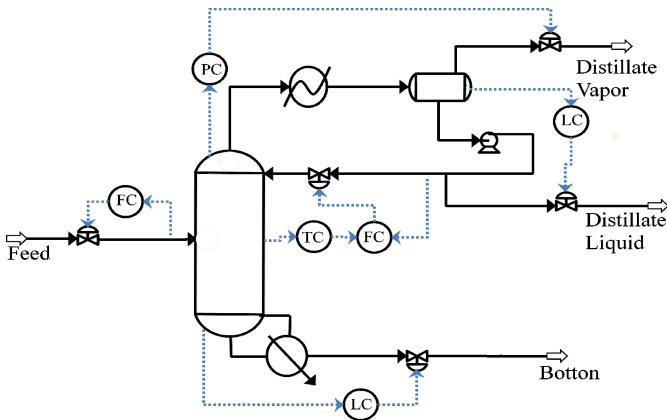 PC
Distillate
Vapor
LC
FC
Feed
TC
FC
Distillate
Liquid
Botton
LC